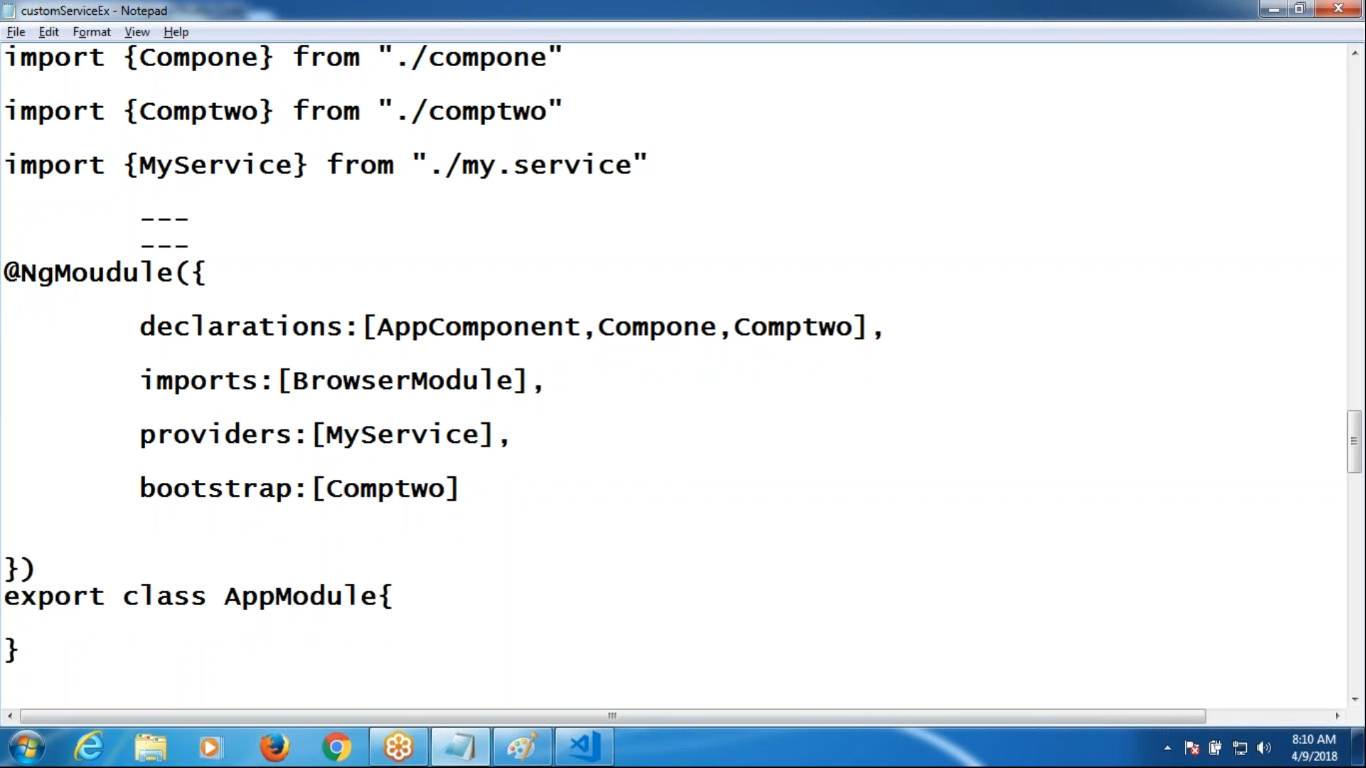 customServiceEx - Notepad
File Edit Format View Help
import {Compone} from "./compone"
import {Comptwo} from "./comptwo"
import {MyService} from "./my.service"
---
---
@NgMoudule({
declarations:[AppComponent,Compone,Comptwo],
imports:[BrowserModule],
providers:[MyService],
bootstrap:[Comptwo]
})
export class AppModule{
}
8:10 AM
4/9/2018